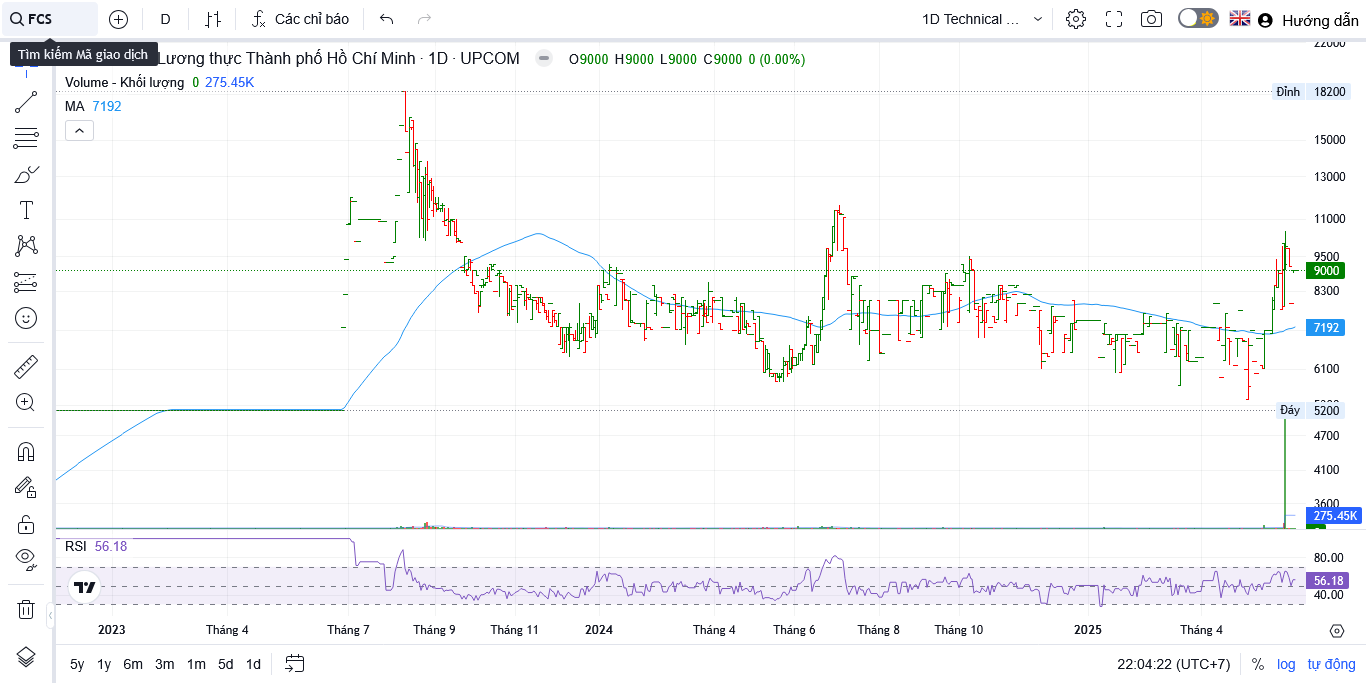 FCS
D
Các chỉ báo
1D Technical ...
Hướng dẫn
Tìm kiếm Mã giao dịch
Lương thực Thành phố Hồ Chí Minh · 1D · UPCOM
O9000 H9000 L9000 C9000 0 (0.00%)
Volume - Khối lượng 0 275.45K
MA 7192
22000
Đỉnh 18200
15000
13000
11000
9500
9000
8300
7192
6100
Đáy 5200
4700
4100
3600
275.45K
RSI 56.18
80.00
56.18
40.00
2023 Tháng 4 Tháng 7 Tháng 9 Tháng 11 2024 Tháng 4 Tháng 6 Tháng 8 Tháng 10 2025 Tháng 4
5y 1y 6m 3m 1m 5d 1d
22:04:22 (UTC+7) % log tự động